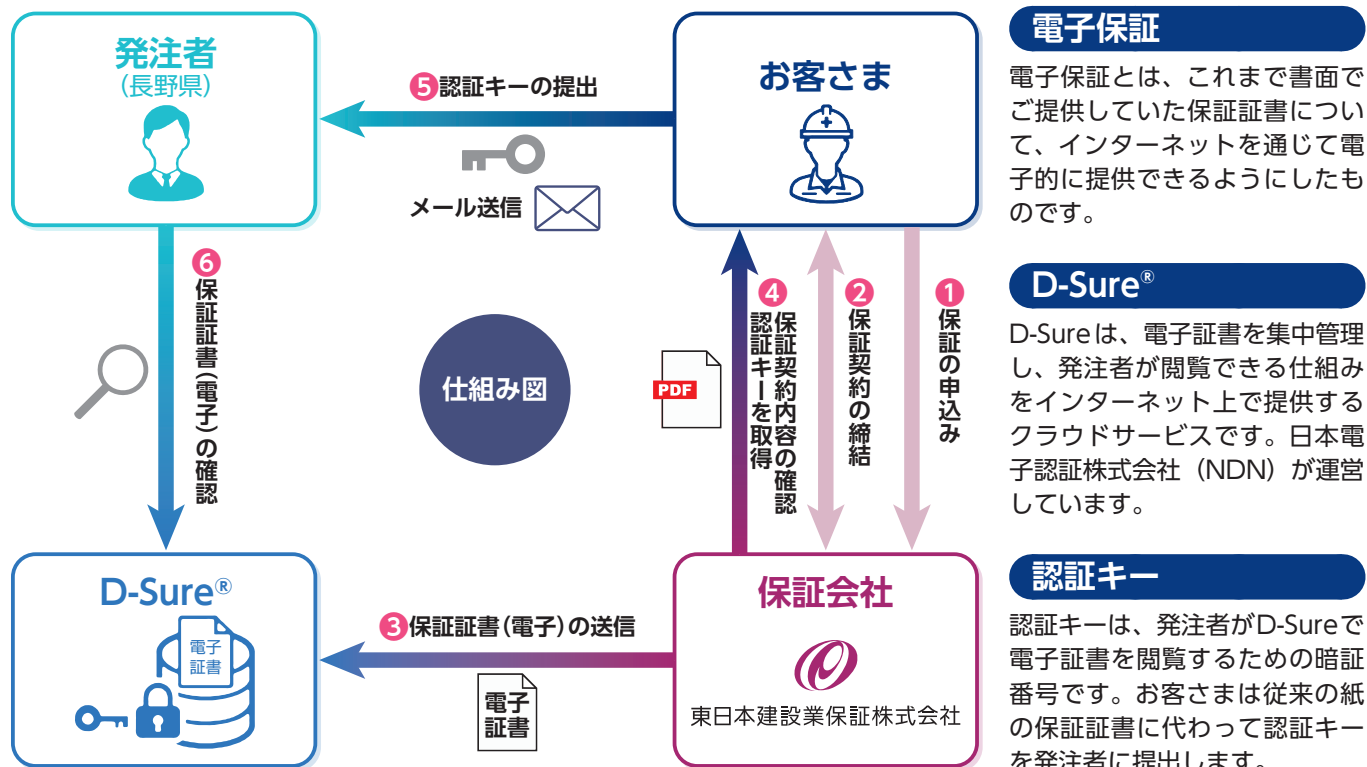 発注者
(長野県)
❺認証キーの提出
メール送信
お客さま
❻保証証書(電子)の確認
仕組み図
PDF
❹保証契約内容の確認
認証キーを取得
❷保証契約の締結
❶保証の申込み
D-Sure®
電子
証書
❸保証証書(電子)の送信
電子
証書
保証会社
東日本建設業保証株式会社
電子保証
電子保証とは、これまで書面で
ご提供していた保証証書につい
て、インターネットを通じて電
子的に提供できるようにしたも
のです。
D-Sure®
D-Sureは、電子証書を集中管理
し、発注者が閲覧できる仕組み
をインターネット上で提供する
クラウドサービスです。日本電
子認証株式会社(NDN)が運営
しています。
認証キー
認証キーは、発注者がD-Sureで
電子証書を閲覧するための暗証
番号です。お客さまは従来の紙
の保証証書に代わって認証キー
を発注者に提出します。